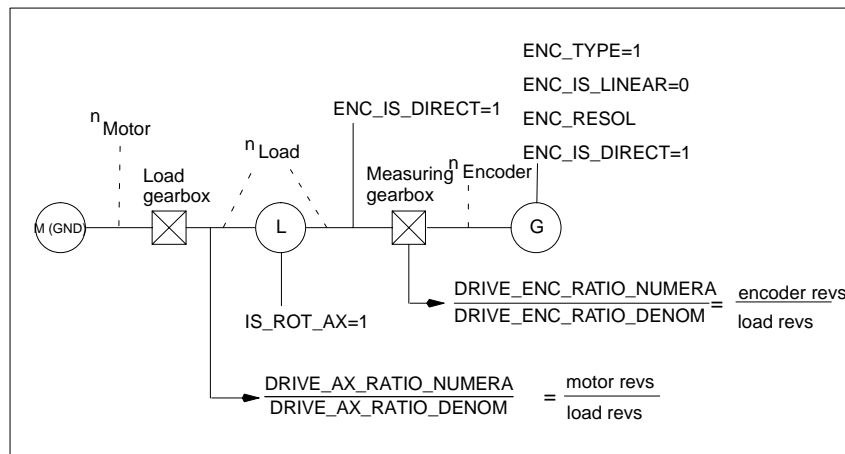 ENC_TYPE=1
ENC_IS_LINEAR=0
ENC_IS_DIRECT=1
ENC_RESOL
n Motor
n Load
ENC_IS_DIRECT=1
Load
gearbox
Measuring
gearbox
n Encoder
M (GND)
L
G
DRIVE_ENC_RATIO_NUMERA
DRIVE_ENC_RATIO_DENOM
=
encoder revs
load revs
IS_ROT_AX=1
DRIVE_AX_RATIO_NUMERA
DRIVE_AX_RATIO_DENOM
=
motor revs
load revs